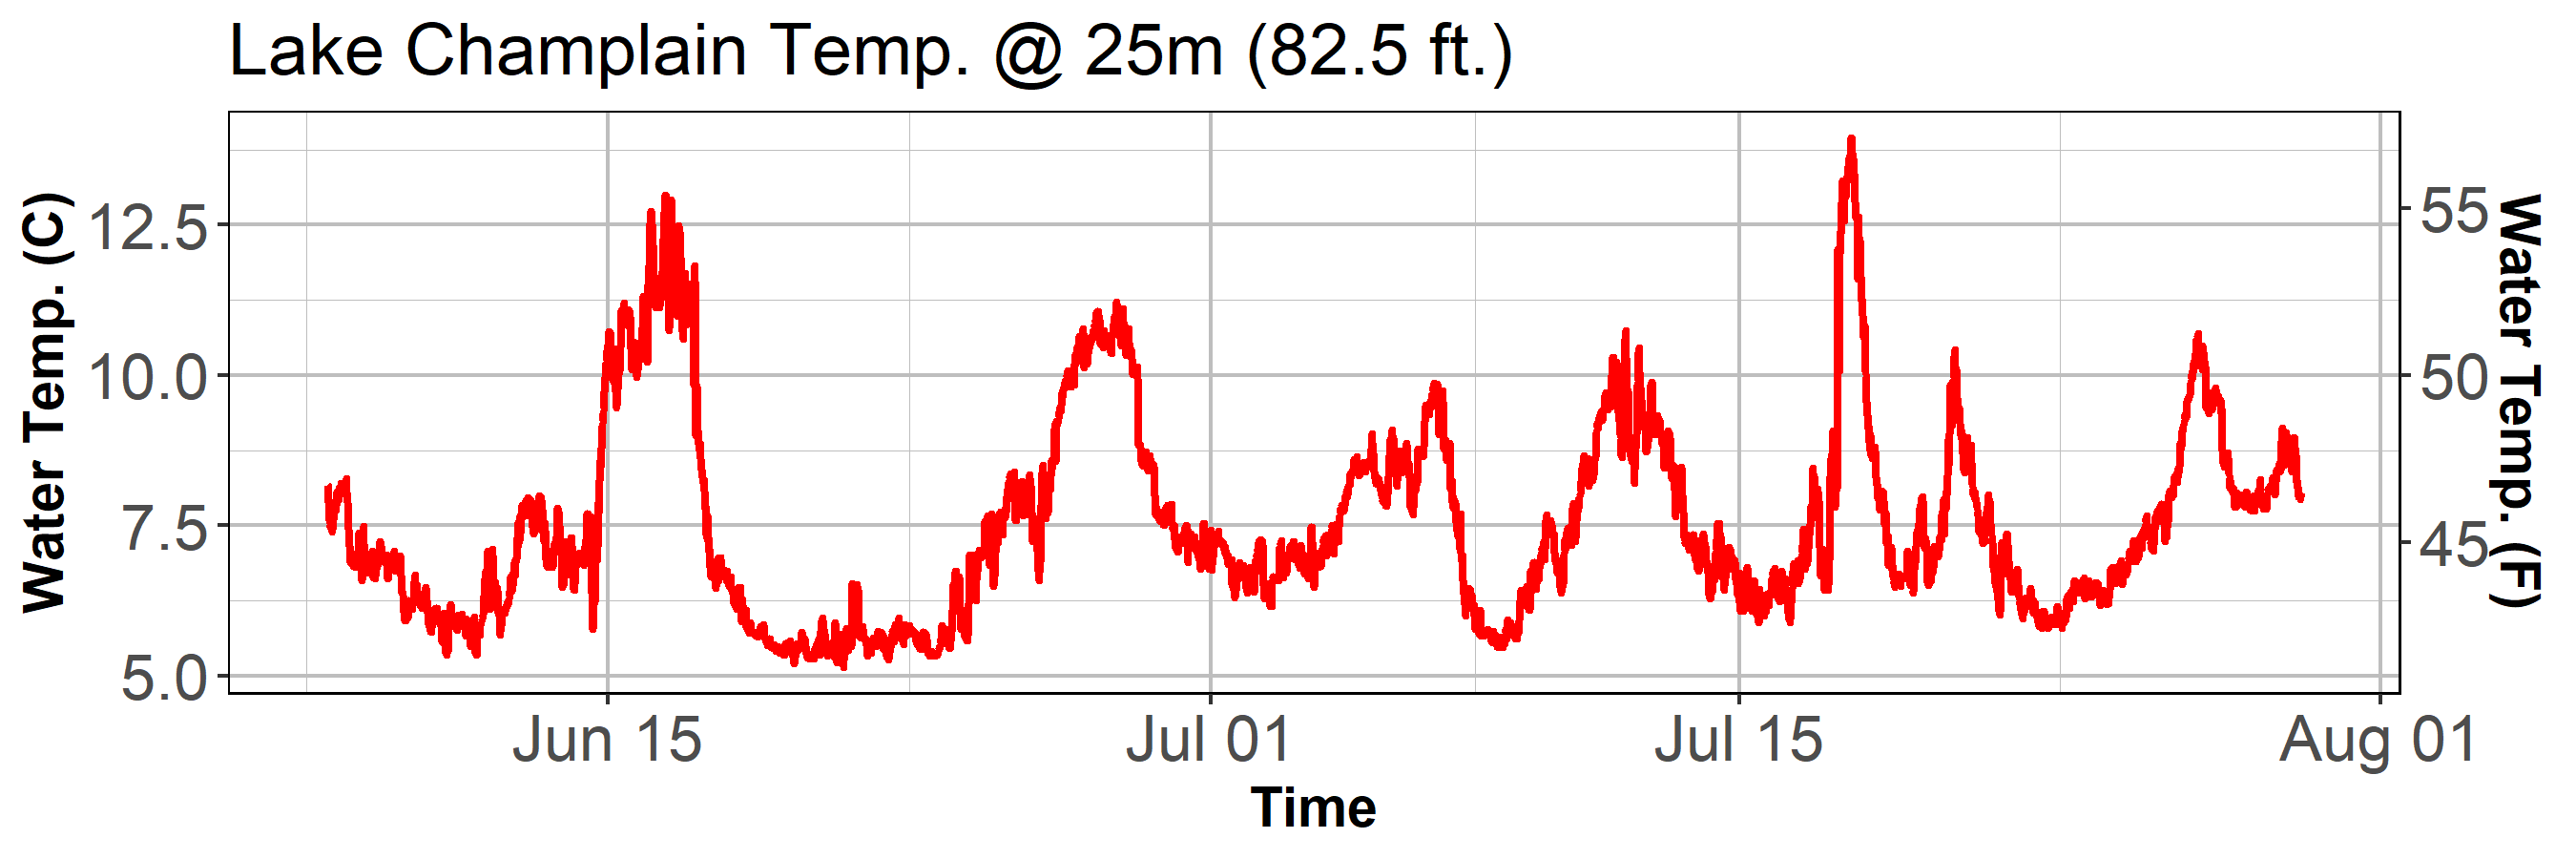 Lake Champlain Temp. @ 25m (82.5 ft.)
Water Temp. (C)
12.5
10.0
7.5
5.0
55
50
45
Water Temp. (F)
Jun 15
Jul 01
Jul 15
Aug 01
Time